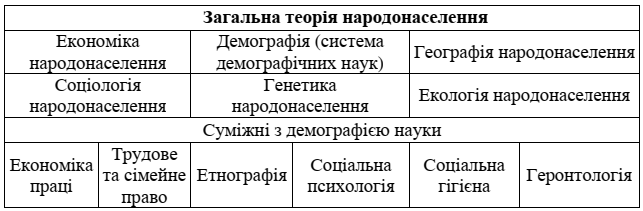 Загальна теорія народонаселення
Економіка
народонаселення
Демографія (система
демографічних наук)
Географія народонаселення
Соціологія
народонаселення
Генетика
народонаселення
Екологія народонаселення
Суміжні з демографією науки
Економіка
праці
Трудове
та сімейне
право
Етнографія
Соціальна
психологія
Соціальна
гігієна
Геронтологія